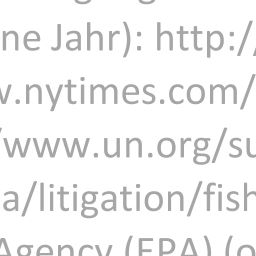 ne Jahr): http:/
w.nytimes.com/
/www.un.org/su
a/litigation/fish
Agency (EPA) (o